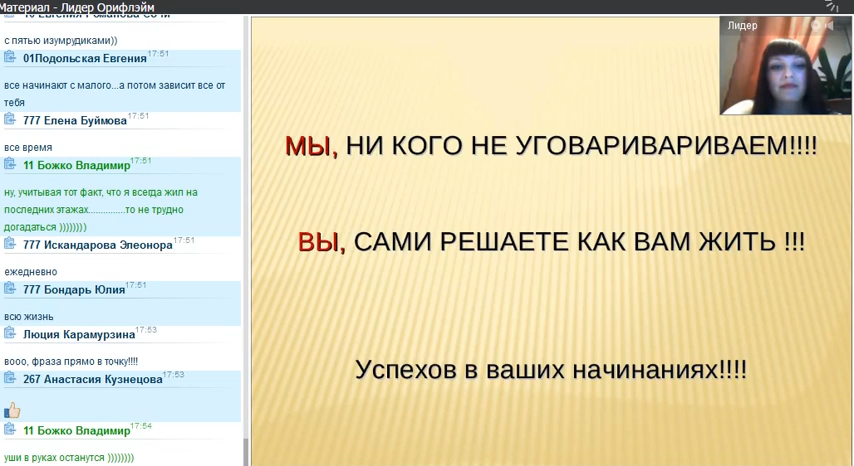 Материал - Лидер Орифлэйм
с пятью изумрудиками))
01Подольская Евгения 17:51
все начинают с малого...а потом зависит все от
тебя
777 Елена Буймова 17:51
все время
11 Божко Владимир 17:51
ну, учитывая тот факт, что я всегда жил на
последних этажах...............то не трудно
догадаться ))))))))
777 Искандарова Элеонора 17:51
ежедневно
777 Бондарь Юлия 17:51
всю жизнь
Люция Карамурзина 17:53
вооо, фраза прямо в точку!!!!
267 Анастасия Кузнецова 17:53
11 Божко Владимир 17:54
уши в руках останутся ))))))))
Лидер
МЫ, НИ КОГО НЕ УГОВАРИВАРИВАЕМ!!!!
ВЫ, САМИ РЕШАЕТЕ КАК ВАМ ЖИТЬ !!!
Успехов в ваших начинаниях!!!!